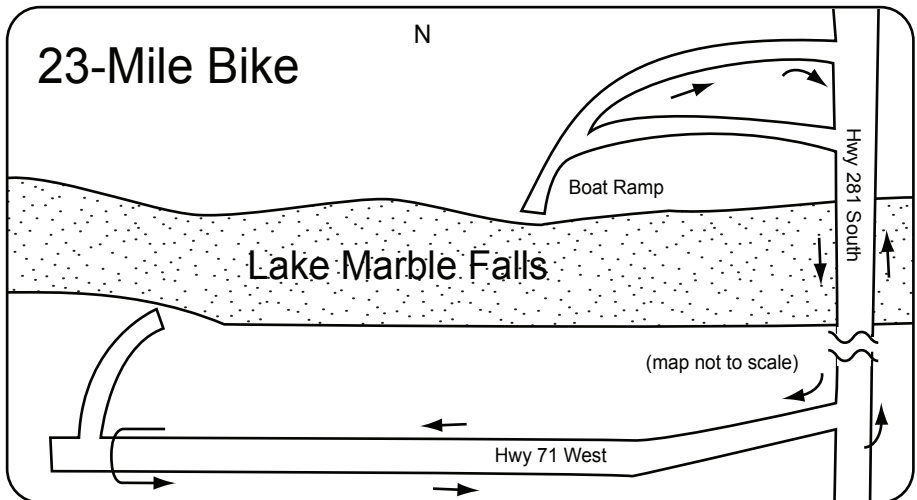 N
23-Mile Bike
Hwy 281 South
Boat Ramp
Lake Marble Falls
(map not to scale)
Hwy 71 West